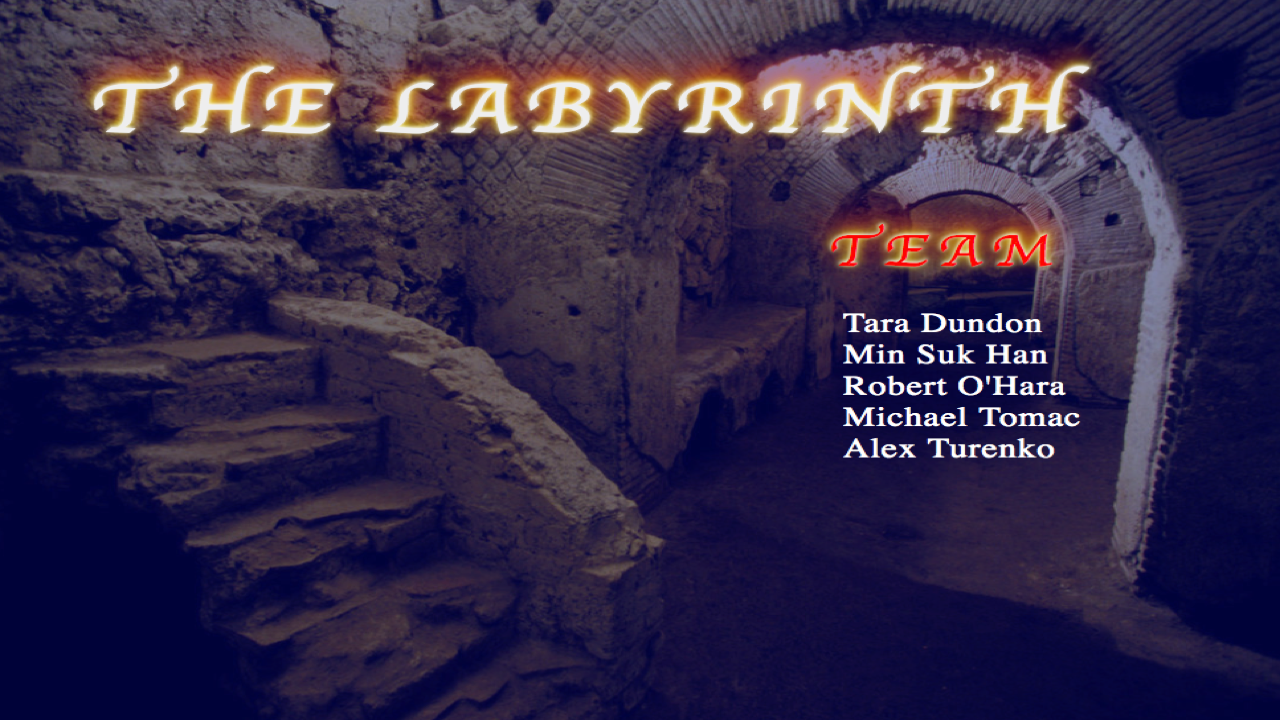 THE LABYRINTH
TEAM
Tara Dundon
Min Suk Han
Robert O'Hara
Michael Tomac
Alex Turenko